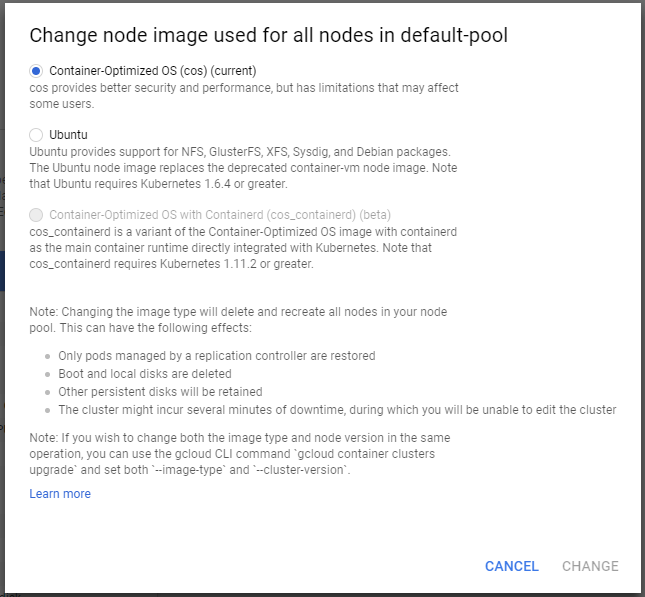 Change node image used for all nodes in default-pool
Container-Optimized OS (cos) (current)
cos provides better security and performance, but has limitations that may affect
some users.
Ubuntu
Ubuntu provides support for NFS, GlusterFS, XFS, Sysdig, and Debian packages.
The Ubuntu node image replaces the deprecated container-vm node image. Note
that Ubuntu requires Kubernetes 1.6.4 or greater.
Container-Optimized OS with Containerd (cos_containerd) (beta)
cos_containerd is a variant of the Container-Optimized OS image with containerd
as the main container runtime directly integrated with Kubernetes. Note that
cos_containerd requires Kubernetes 1.11.2 or greater.
Note: Changing the image type will delete and recreate all nodes in your node
pool. This can have the following effects:
Only pods managed by a replication controller are restored
Boot and local disks are deleted
Other persistent disks will be retained
The cluster might incur several minutes of downtime, during which you will be unable to edit the cluster
Note: If you wish to change both the image type and node version in the same
operation, you can use the gcloud CLI command `gcloud container clusters
upgrade` and set both `--image-type` and `--cluster-version`.
Learn more
CANCEL CHANGE